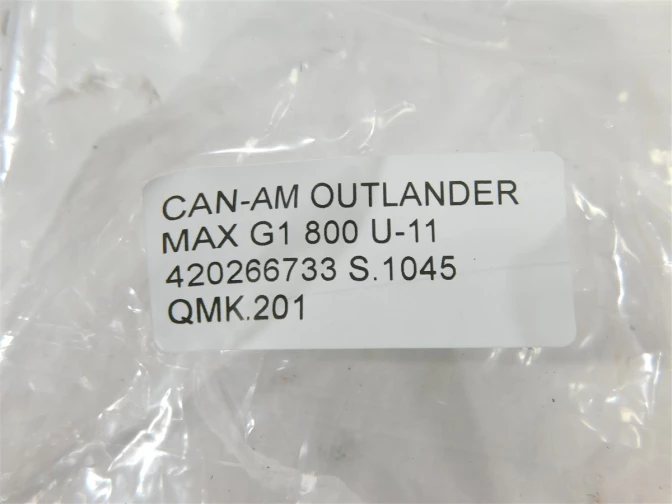 CAN-AM OUTLANDER
MAX G1 800 U-11
420266733 S.1045
QMK.201